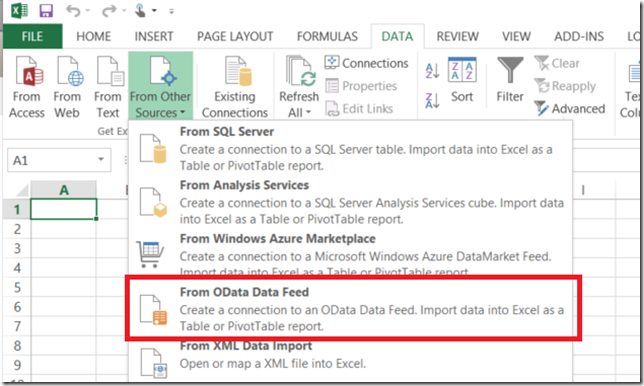 FILE HOME INSERT PAGE LAYOUT FORMULAS DATA REVIEW VIEW ADD-INS LO
From Access
From Web
From Text
From Other Sources
Existing Connections
Refresh All
Connections
Properties
Edit Links
Sort
Filter
Clear
Reapply
Advanced
Text
Colu
Get Ex
A1
A I
1
2
3
4
5
6
7
8
9
From SQL Server
Create a connection to a SQL Server table. Import data into Excel as a
Table or PivotTable report.
From Analysis Services
Create a connection to a SQL Server Analysis Services cube. Import data
into Excel as a Table or PivotTable report.
From Windows Azure Marketplace
Create a connection to a Microsoft Windows Azure DataMarket Feed.
Import data into Excel as a Table or PivotTable report.
From OData Data Feed
Create a connection to an OData Data Feed. Import data into Excel as a
Table or PivotTable report.
From XML Data Import
Open or map a XML file into Excel.